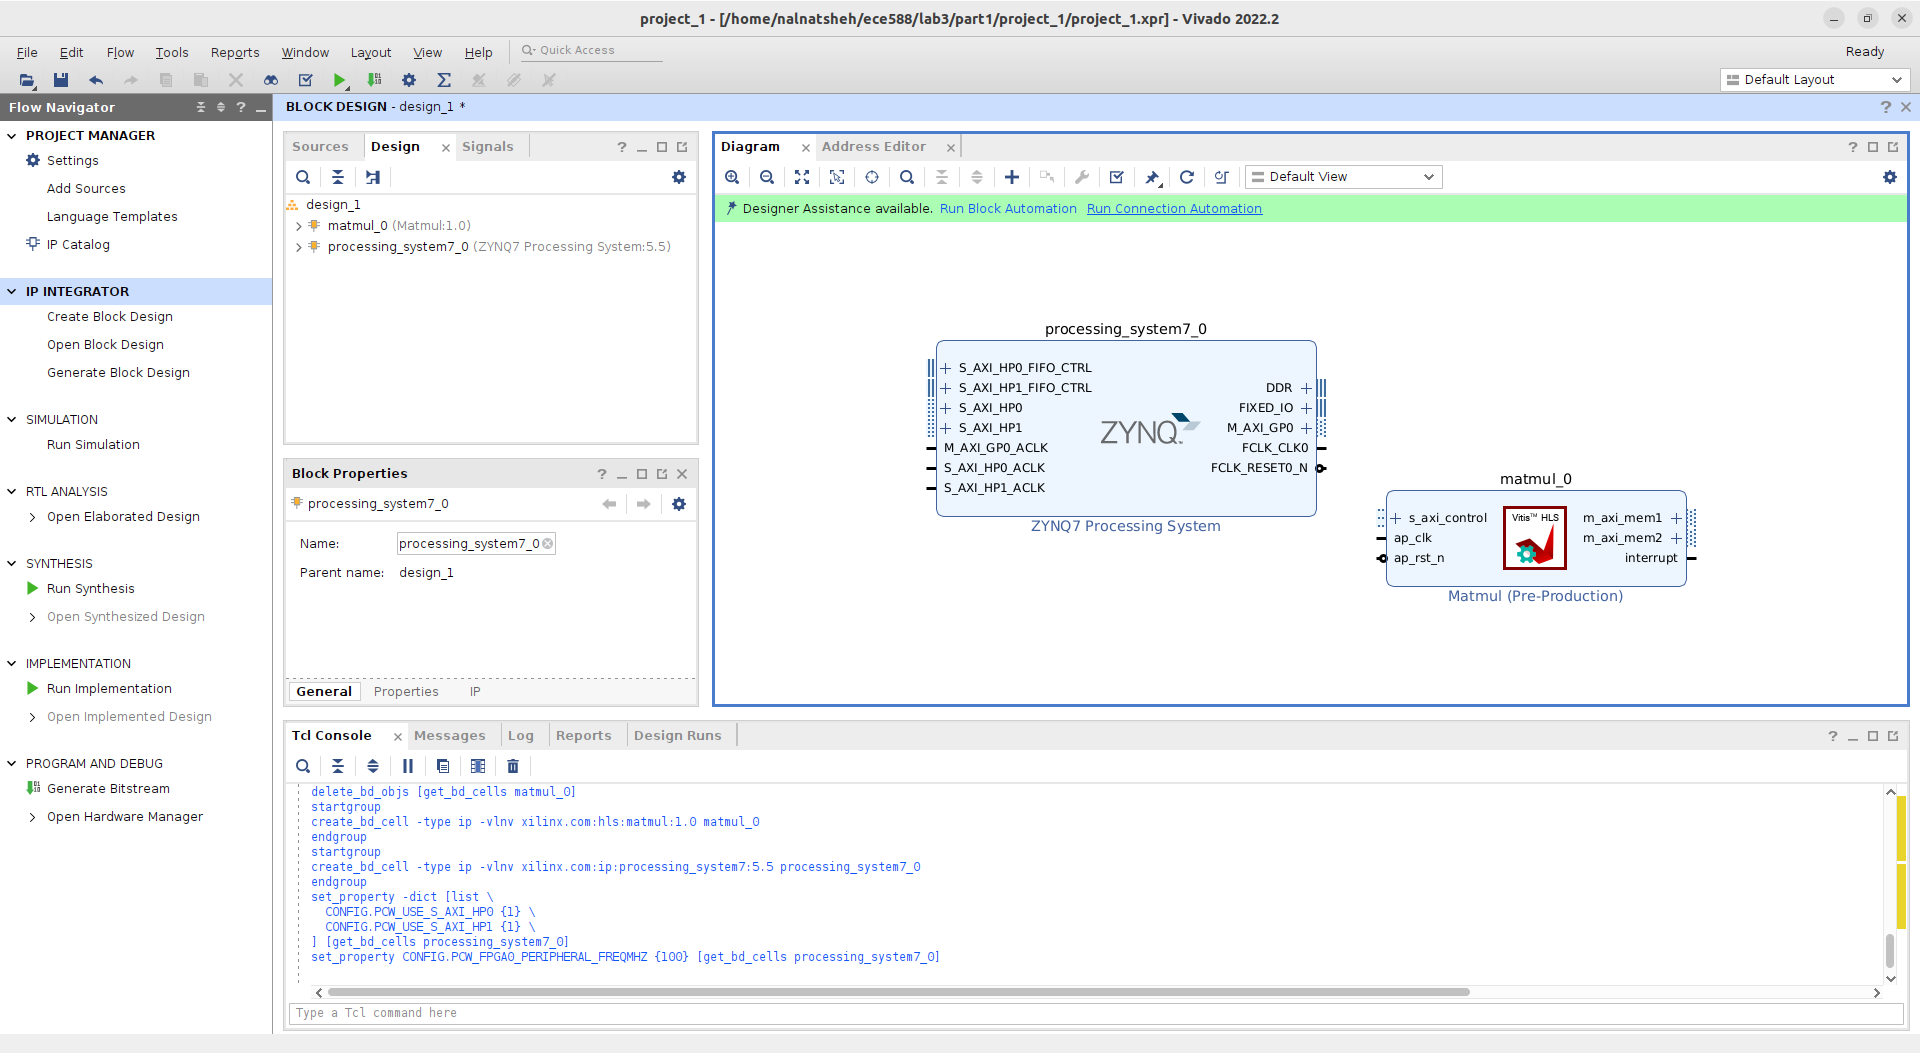 project_1 - [/home/nalnatsheh/ece588/lab3/part1/project_1/project_1.xpr] - Vivado 2022.2
File Edit Flow Tools Reports Window Layout View Help Quick Access
Ready
Default Layout
Flow Navigator
PROJECT MANAGER
Settings
Add Sources
Language Templates
IP Catalog
IP INTEGRATOR
Create Block Design
Open Block Design
Generate Block Design
SIMULATION
Run Simulation
RTL ANALYSIS
Open Elaborated Design
SYNTHESIS
Run Synthesis
Open Synthesized Design
IMPLEMENTATION
Run Implementation
Open Implemented Design
PROGRAM AND DEBUG
Generate Bitstream
Open Hardware Manager
BLOCK DESIGN - design_1 *
Sources Design Signals
design_1
matmul_0 (Matmul:1.0)
processing_system7_0 (ZYNQ7 Processing System:5.5)
Block Properties
processing_system7_0
Name: processing_system7_0
Parent name: design_1
General Properties IP
Diagram Address Editor
Default View
Designer Assistance available. Run Block Automation Run Connection Automation
processing_system7_0
S_AXI_HP0_FIFO_CTRL
S_AXI_HP1_FIFO_CTRL
S_AXI_HP0
S_AXI_HP1
M_AXI_GP0_ACLK
S_AXI_HP0_ACLK
S_AXI_HP1_ACLK
ZYNQ
DDR
FIXED_IO
M_AXI_GP0
FCLK_CLK0
FCLK_RESET0_N
ZYNQ7 Processing System
matmul_0
s_axi_control
ap_clk
ap_rst_n
Vitis™ HLS
m_axi_mem1
m_axi_mem2
interrupt
Matmul (Pre-Production)
Tcl Console Messages Log Reports Design Runs
delete_bd_objs [get_bd_cells matmul_0]
startgroup
create_bd_cell -type ip -vlnv xilinx.com:hls:matmul:1.0 matmul_0
endgroup
startgroup
create_bd_cell -type ip -vlnv xilinx.com:ip:processing_system7:5.5 processing_system7_0
endgroup
set_property -dict [list \
CONFIG.PCW_USE_S_AXI_HP0 {1} \
CONFIG.PCW_USE_S_AXI_HP1 {1} \
] [get_bd_cells processing_system7_0]
set_property CONFIG.PCW_FPGA0_PERIPHERAL_FREQMHZ {100} [get_bd_cells processing_system7_0]
Type a Tcl command here